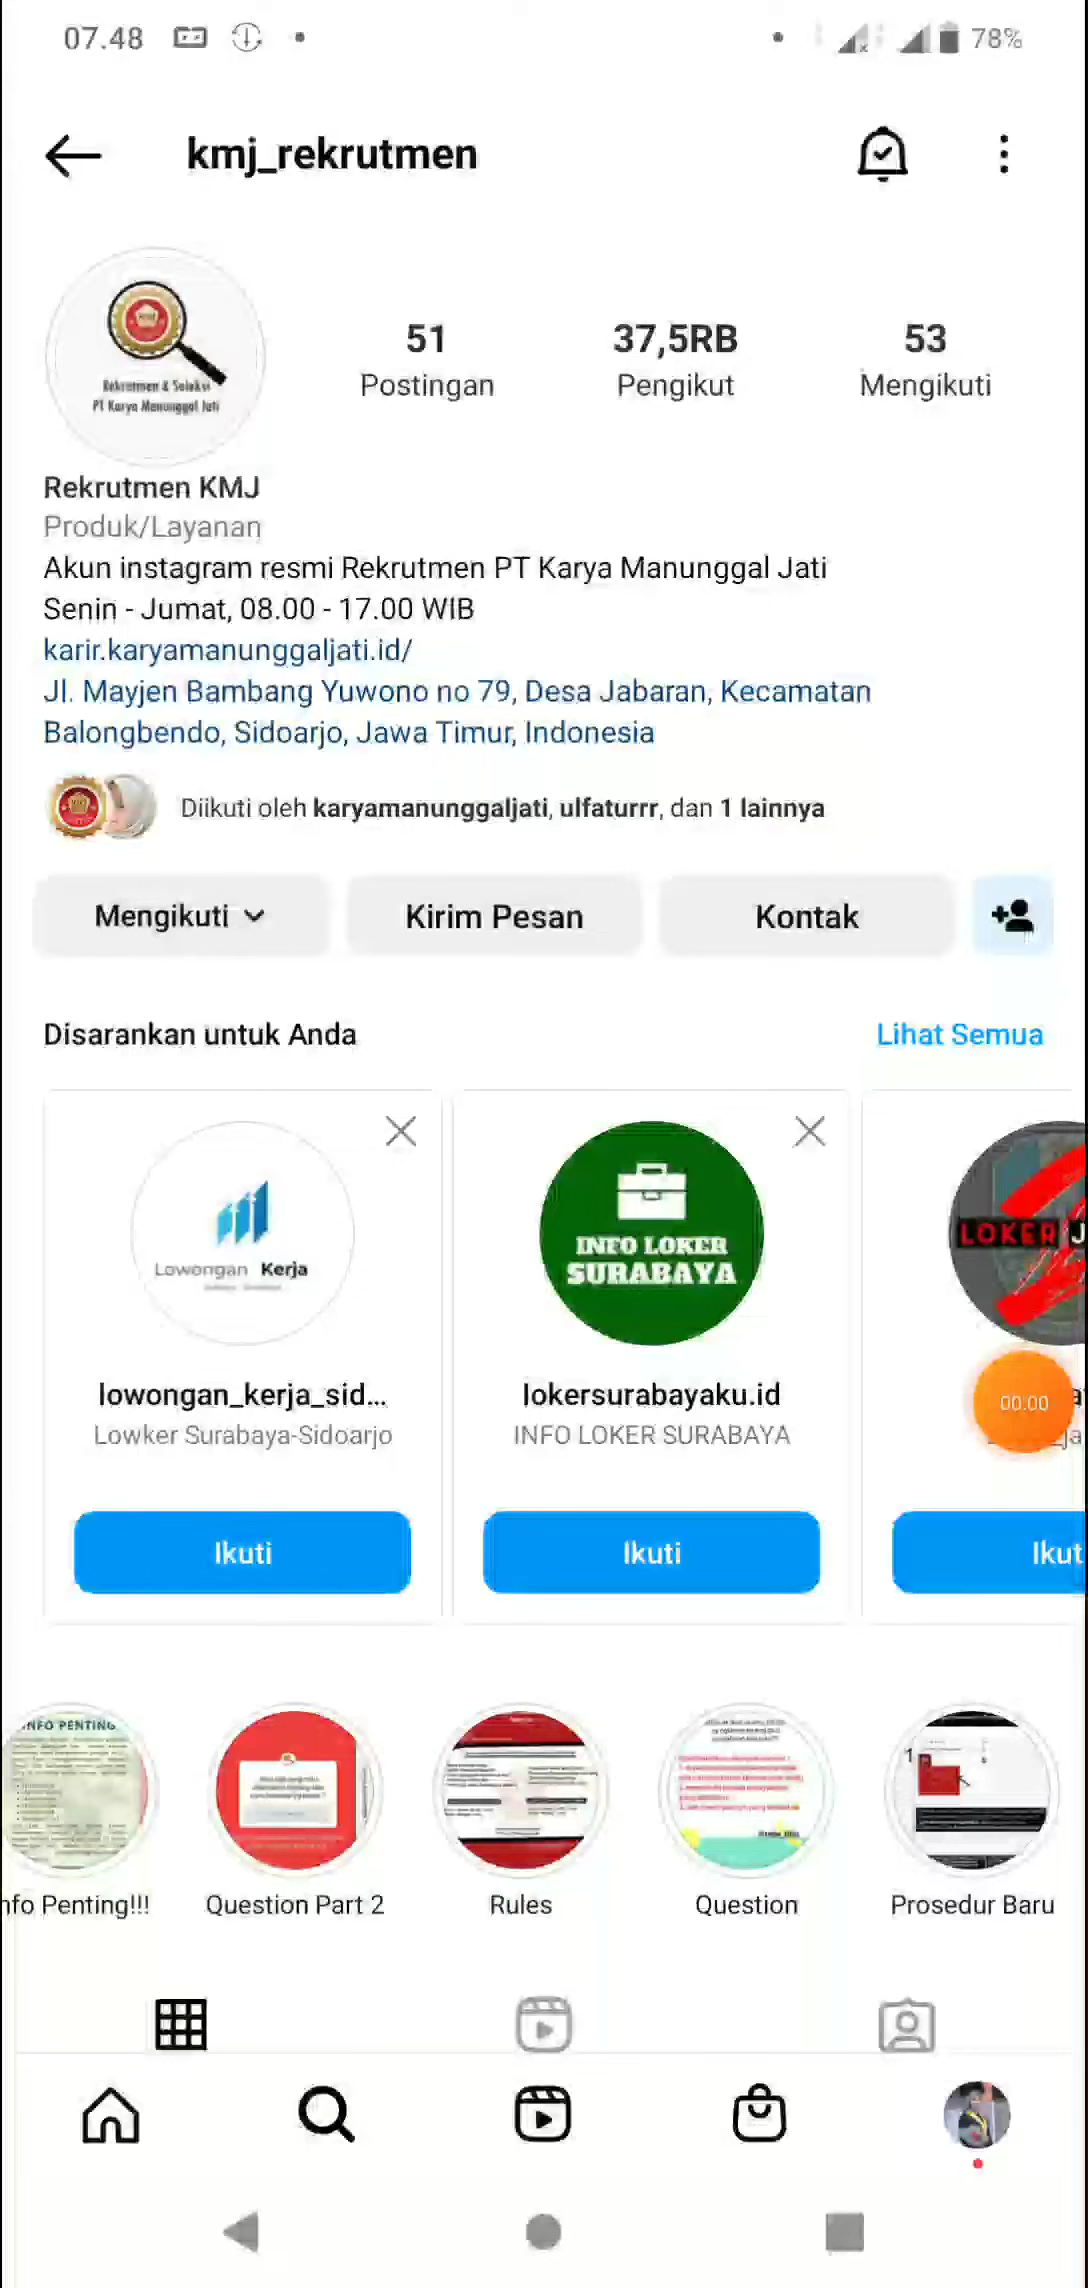 07.48
78%
kmj_rekrutmen
Rekrutmen & Seleksi
PT Karya Manunggal Jati
51
Postingan
37,5RB
Pengikut
53
Mengikuti
Rekrutmen KMJ
Produk/Layanan
Akun instagram resmi Rekrutmen PT Karya Manunggal Jati
Senin - Jumat, 08.00 - 17.00 WIB
karir.karyamanunggaljati.id/
Jl. Mayjen Bambang Yuwono no 79, Desa Jabaran, Kecamatan
Balongbendo, Sidoarjo, Jawa Timur, Indonesia
Diikuti oleh karyamanunggaljati, ulfaturrr, dan 1 lainnya
Mengikuti
Kirim Pesan
Kontak
Disarankan untuk Anda
Lihat Semua
Lowongan Kerja
lowongan_kerja_sid...
Lowker Surabaya-Sidoarjo
Ikuti
INFO LOKER
SURABAYA
lokersurabayaku.id
INFO LOKER SURABAYA
Ikuti
LOKER J
00.00
Ikut
INFO PENTING
nfo Penting!!!
Question Part 2
Rules
Question
1
Prosedur Baru